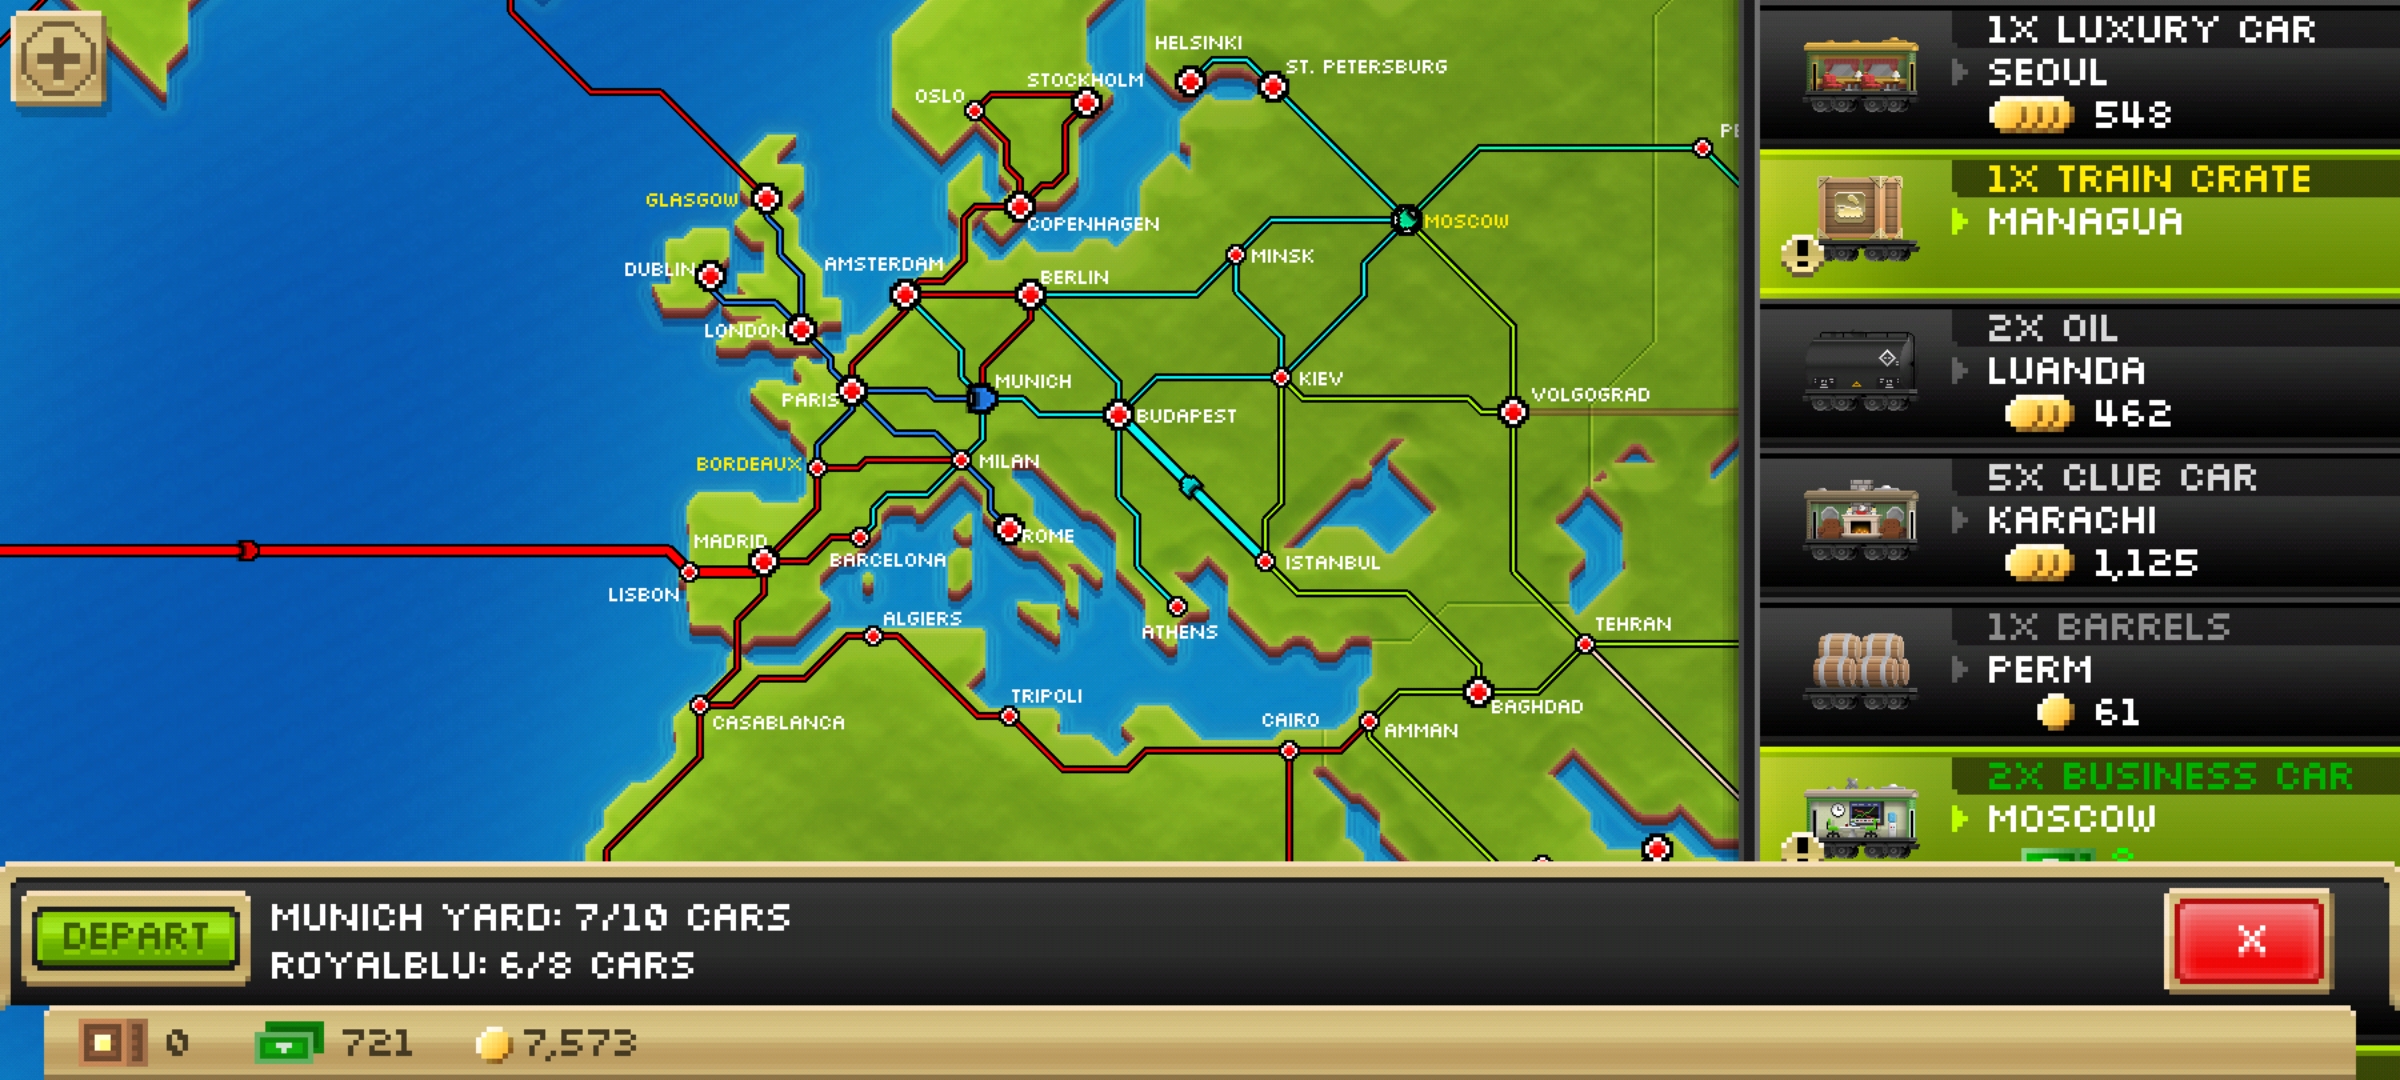 HELSINKI
ST. PETERSBURG
STOCKHOLM
OSLO
GLASGOW
COPENHAGEN
MOSCOW
MINSK
DUBLIN
AMSTERDAM
BERLIN
LONDON
MUNICH
KIEV
PARIS
VOLGOGRAD
BUDAPEST
BORDEAUX
MILAN
MADRID
ROME
BARCELONA
ISTANBUL
LISBON
ALGIERS
ATHENS
TEHRAN
TRIPOLI
CASABLANCA
CAIRO
BAGHDAD
AMMAN
1X LUXURY CAR
SEOUL
548
1X TRAIN CRATE
MANAGUA
2X OIL
LUANDA
462
5X CLUB CAR
KARACHI
1,125
1X BARRELS
PERM
61
2X BUSINESS CAR
MOSCOW
DEPART
MUNICH YARD: 7/10 CARS
ROYALBLU: 6/8 CARS
X
0
721
7,573